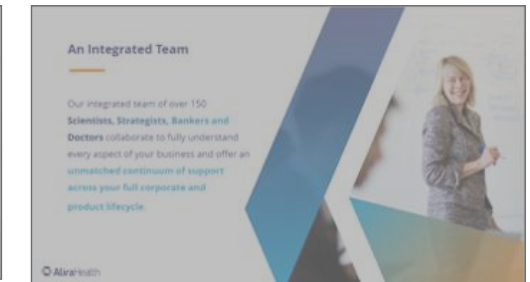 An Integrated Team
Our integrated team of over 150
Scientists, Strategists, Bankers and
Doctors collaborate to fully understand
every aspect of your business and offer an
unmatched continuum of support
across your full corporate and
product lifecycle.
AliraHealth